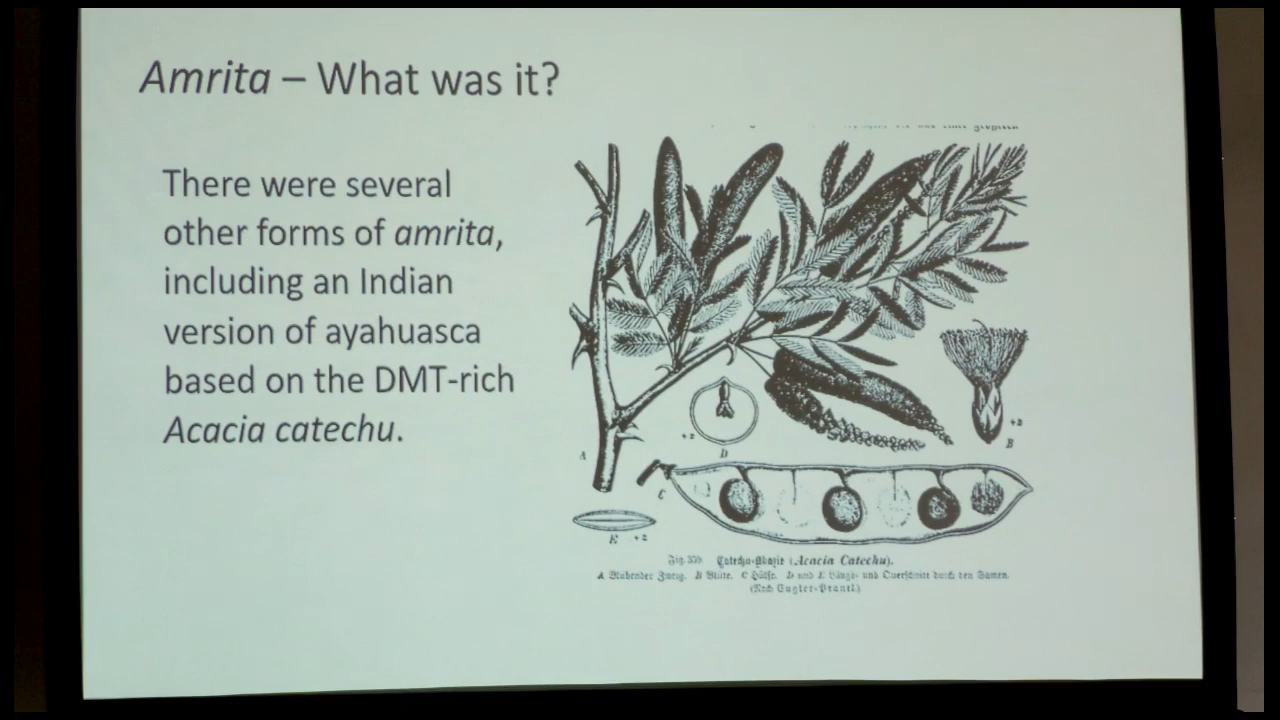 Amrita – What was it?
There were several
other forms of amrita,
including an Indian
version of ayahuasca
based on the DMT-rich
Acacia catechu.
und einer
+2
B
+2
A
D
C
E +2
Fig. 359. Catechu-Akazie (Acacia Catechu).
A Blühender Zweig. B Blüte. C Hülse. D und E Längs- und Querschnitt durch den Samen.
(Nach Engler-Prantl.)